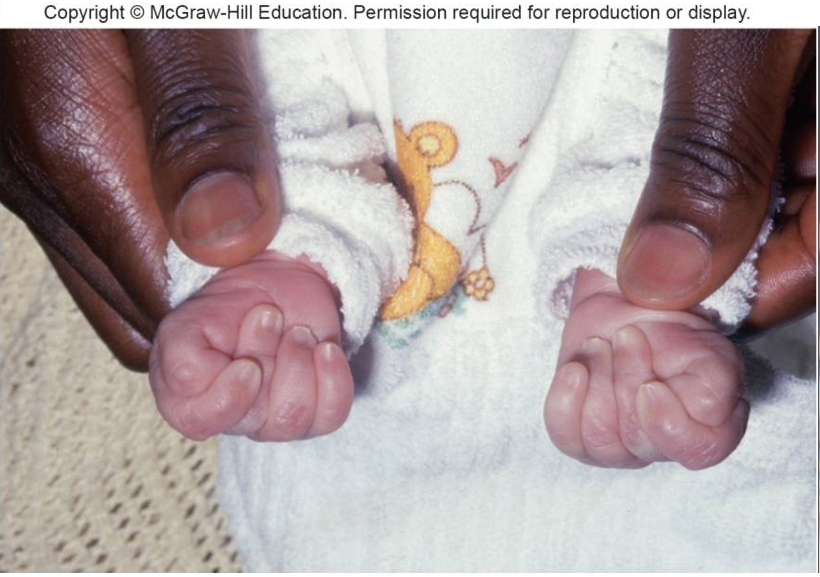 Copyright © McGraw-Hill Education. Permission required for reproduction or display.